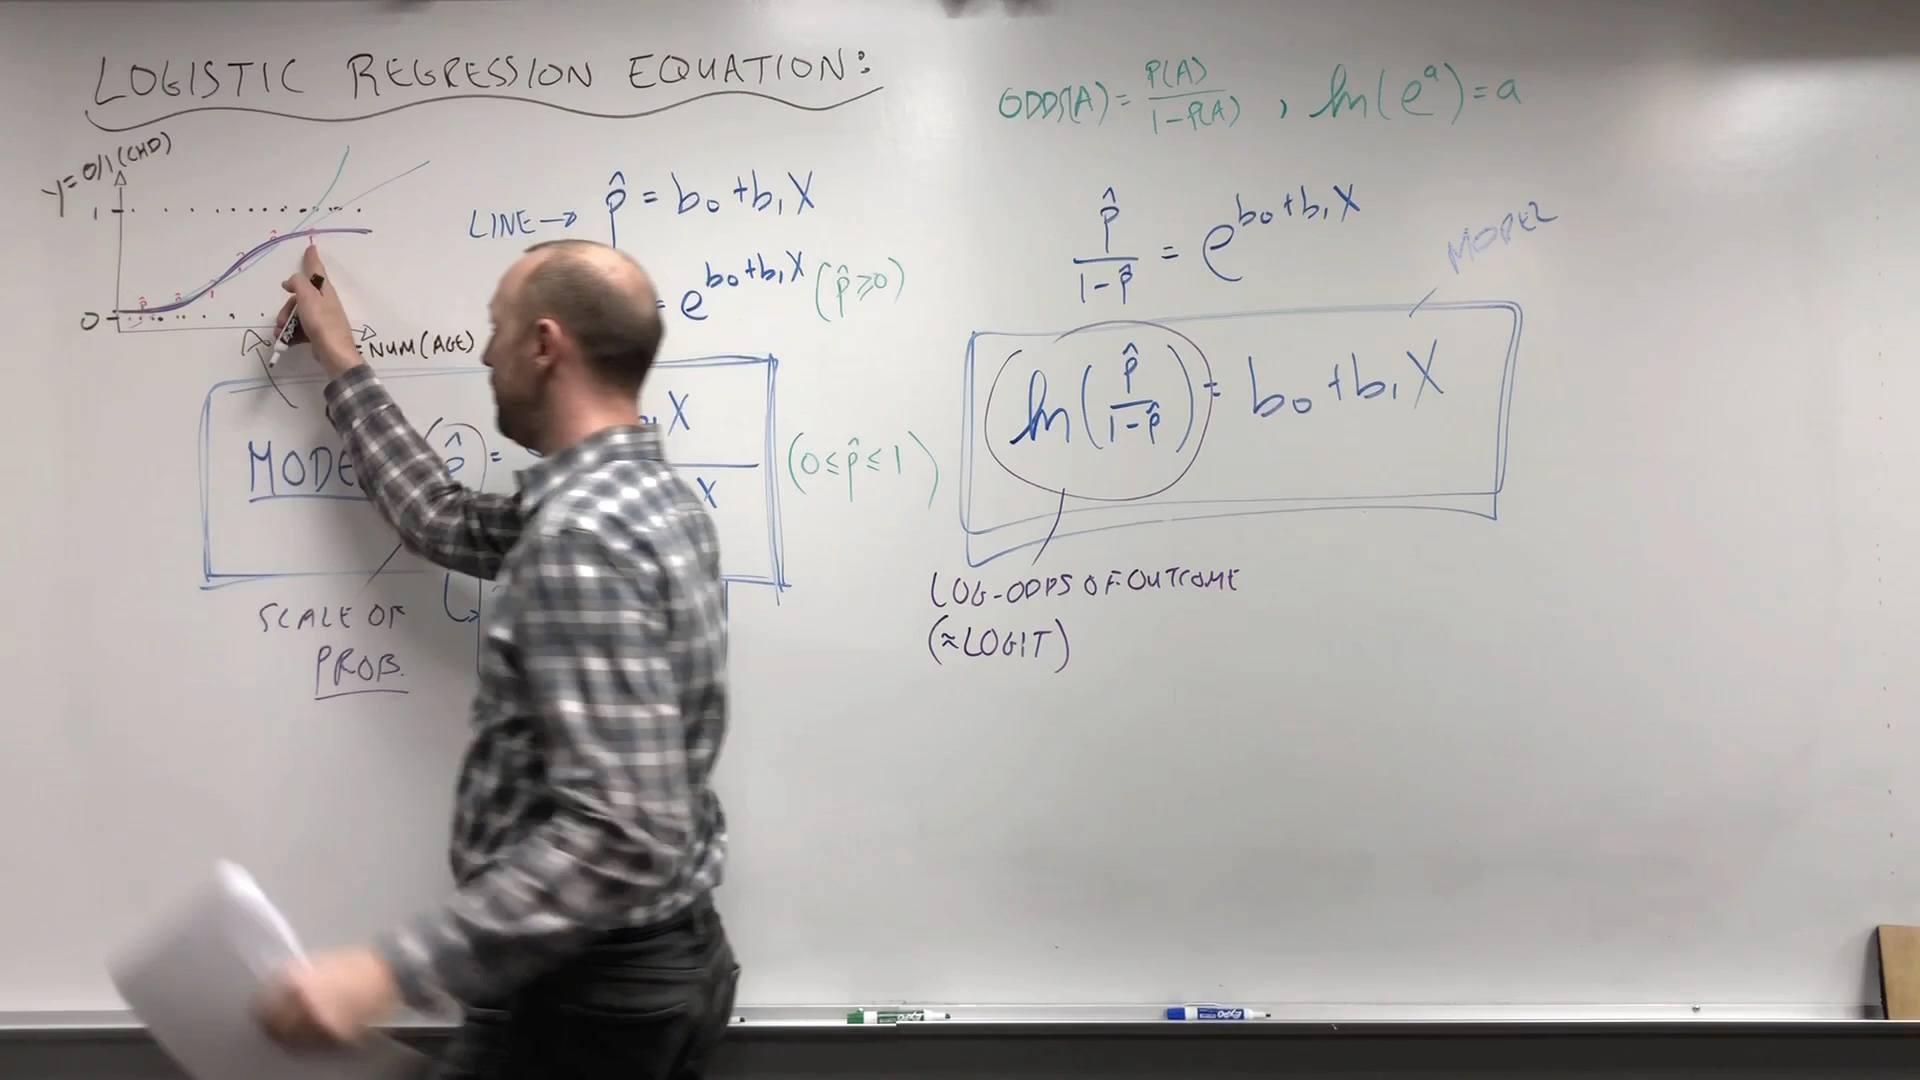 LOGISTIC REGRESSION EQUATION:
Y=0/1 (CHD)
1
0
NUM(AGE)
LINE → p̂ = b₀+b₁X
= e^(b₀+b₁X) (p̂≥0)
MODE
p̂ =
X
X
(0≤p̂≤1)
SCALE OF
PROB.
ODDS(A)= P(A)/1-P(A) , ln(e^a)=a
p̂/1-p̂ = e^(b₀+b₁X)
MODEL
ln(p̂/1-p̂) = b₀+b₁X
LOG-ODDS OF OUTCOME
(≈LOGIT)
EXPO
EXPO